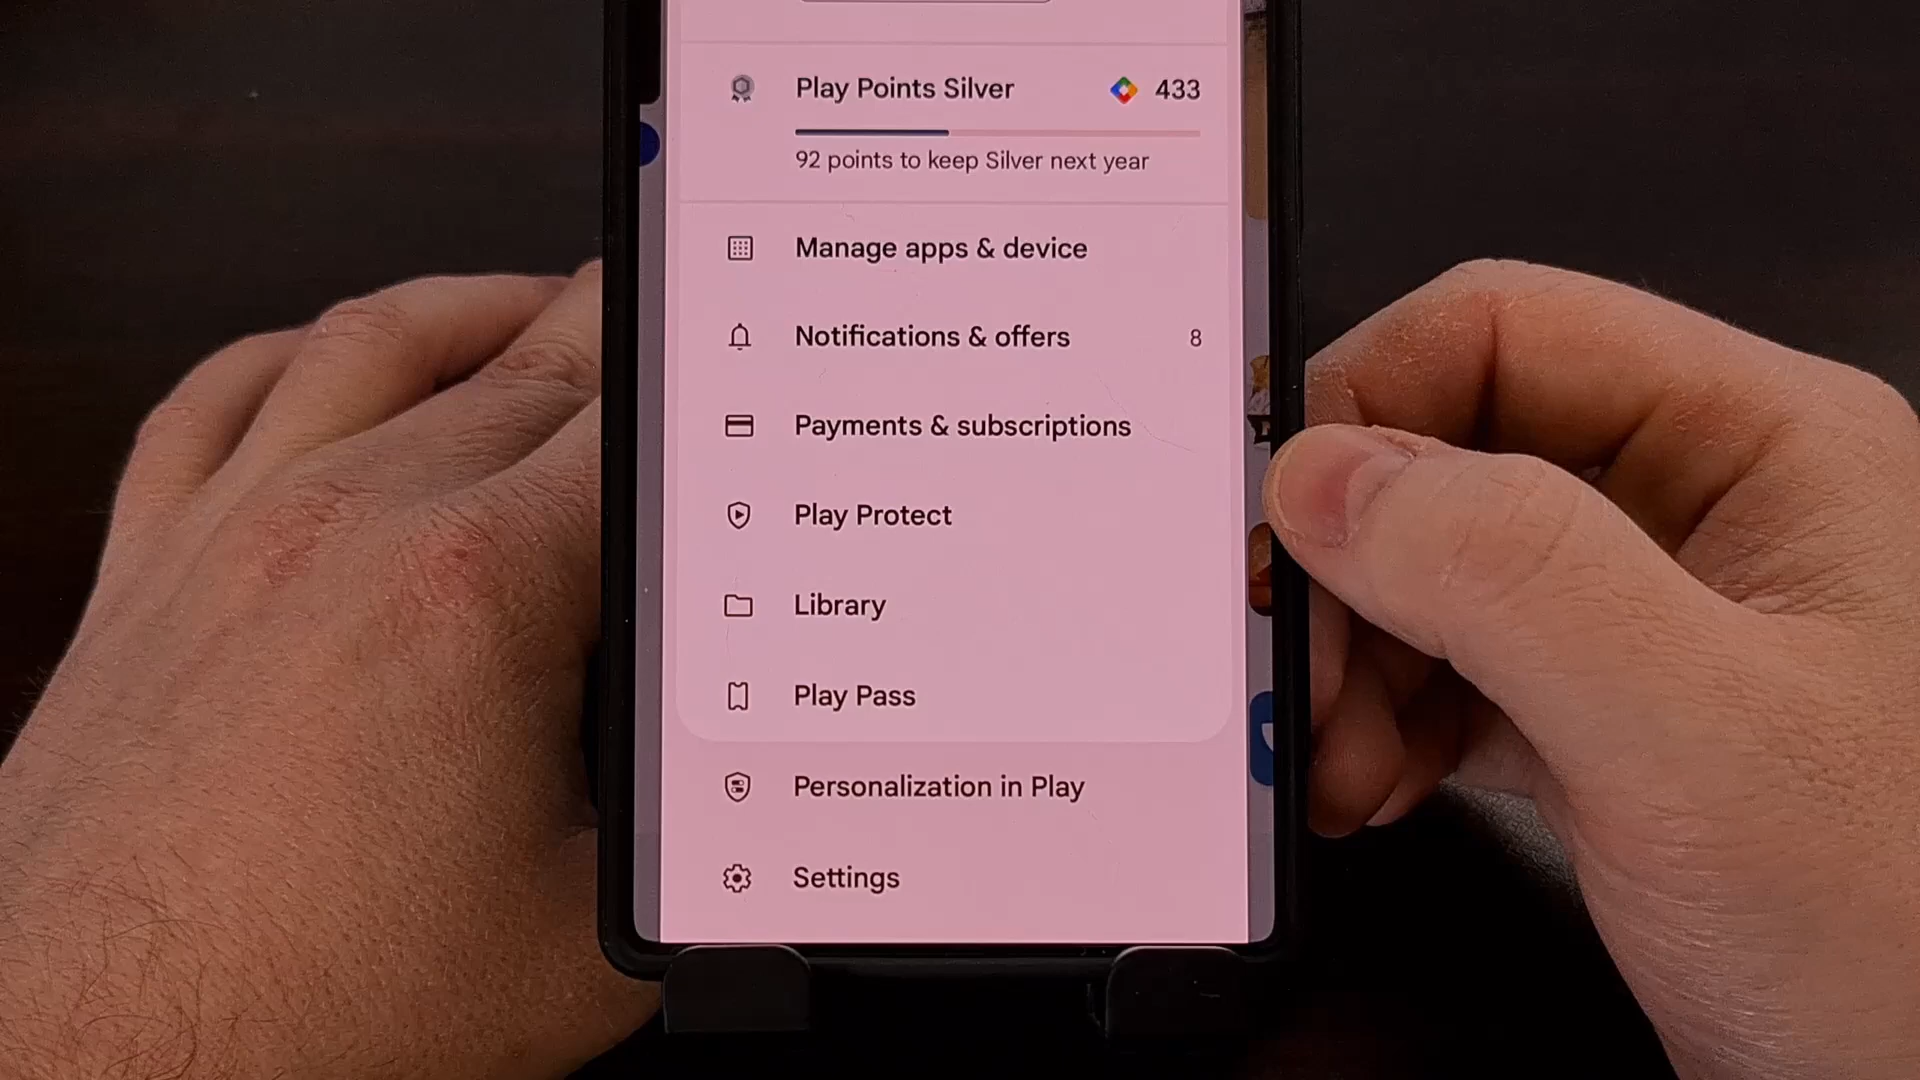 Play Points Silver 433
92 points to keep Silver next year
Manage apps & device
Notifications & offers 8
Payments & subscriptions
Play Protect
Library
Play Pass
Personalization in Play
Settings